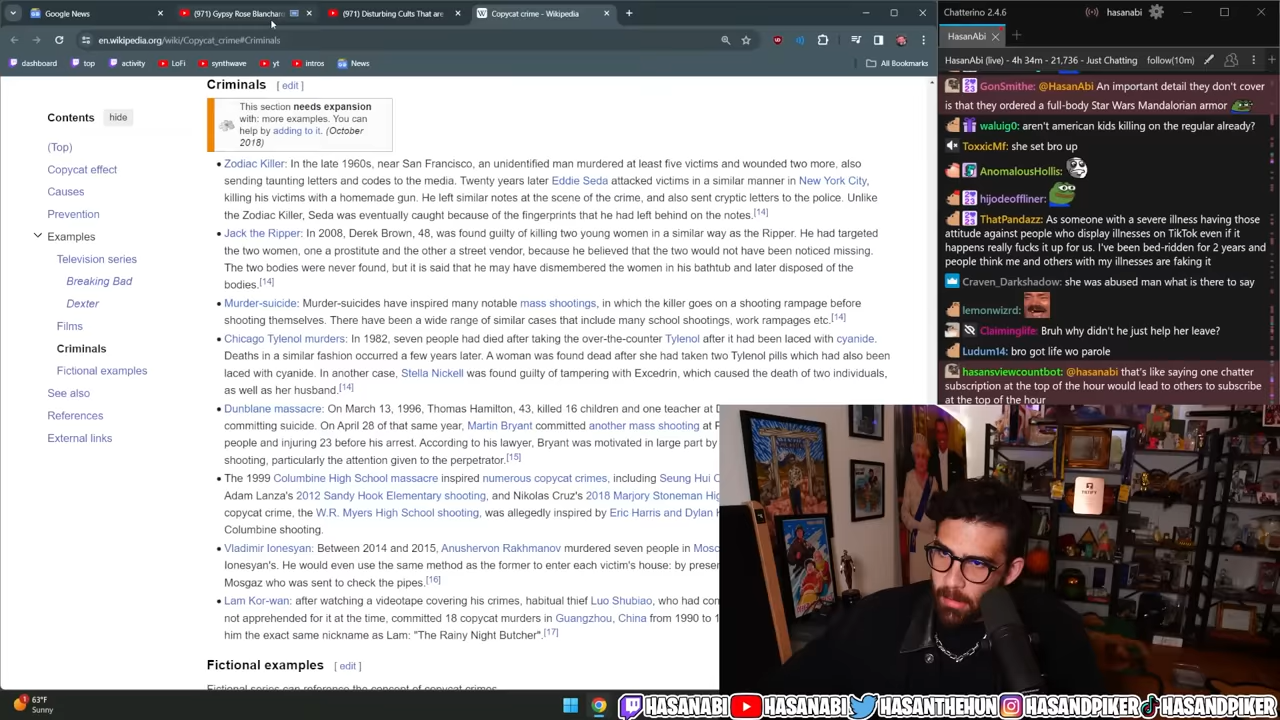 Google News
(971) Gypsy Rose Blanchar
(971) Disturbing Cults That are
Copycat crime - Wikipedia
en.wikipedia.org/wiki/Copycat_crime#Criminals
dashboard
top
activity
LoFi
synthwave
yt
intros
News
All Bookmarks
Contents
hide
(Top)
Copycat effect
Causes
Prevention
Examples
Television series
Breaking Bad
Dexter
Films
Criminals
Fictional examples
See also
References
External links
Criminals [ edit ]
This section needs expansion
with: more examples. You can
help by adding to it. (October
2018)
Zodiac Killer: In the late 1960s, near San Francisco, an unidentified man murdered at least five victims and wounded two more, also
sending taunting letters and codes to the media. Twenty years later Eddie Seda attacked victims in a similar manner in New York City,
killing his victims with a homemade gun. He left similar notes at the scene of the crime, and also sent cryptic letters to the police. Unlike
the Zodiac Killer, Seda was eventually caught because of the fingerprints that he had left behind on the notes.[14]
Jack the Ripper: In 2008, Derek Brown, 48, was found guilty of killing two young women in a similar way as the Ripper. He had targeted
the two women, one a prostitute and the other a street vendor, because he believed that the two would not have been noticed missing.
The two bodies were never found, but it is said that he may have dismembered the women in his bathtub and later disposed of the
bodies.[14]
Murder-suicide: Murder-suicides have inspired many notable mass shootings, in which the killer goes on a shooting rampage before
shooting themselves. There have been a wide range of similar cases that include many school shootings, work rampages etc.[14]
Chicago Tylenol murders: In 1982, seven people had died after taking the over-the-counter Tylenol after it had been laced with cyanide.
Deaths in a similar fashion occurred a few years later. A woman was found dead after she had taken two Tylenol pills which had also been
laced with cyanide. In another case, Stella Nickell was found guilty of tampering with Excedrin, which caused the death of two individuals,
as well as her husband.[14]
Dunblane massacre: On March 13, 1996, Thomas Hamilton, 43, killed 16 children and one teacher at D
committing suicide. On April 28 of that same year, Martin Bryant committed another mass shooting at P
people and injuring 23 before his arrest. According to his lawyer, Bryant was motivated in large part by
shooting, particularly the attention given to the perpetrator.[15]
The 1999 Columbine High School massacre inspired numerous copycat crimes, including Seung Hui C
Adam Lanza's 2012 Sandy Hook Elementary shooting, and Nikolas Cruz's 2018 Marjory Stoneman Hig
copycat crime, the W.R. Myers High School shooting, was allegedly inspired by Eric Harris and Dylan K
Columbine shooting.
Vladimir Ionesyan: Between 2014 and 2015, Anushervon Rakhmanov murdered seven people in Mosc
Ionesyan's. He would even use the same method as the former to enter each victim's house: by prese
Mosgaz who was sent to check the pipes.[16]
Lam Kor-wan: after watching a videotape covering his crimes, habitual thief Luo Shubiao, who had con
not apprehended for it at the time, committed 18 copycat murders in Guangzhou, China from 1990 to 1
him the exact same nickname as Lam: "The Rainy Night Butcher".[17]
Fictional examples [ edit ]
Fictional series can reference the concept of copycat crimes.
Chatterino 2.4.6
hasanabi
HasanAbi
HasanAbi (live) - 4h 34m - 21,736 - Just Chatting
follow(10m)
GonSmithe: @HasanAbi An important detail they don't cover
is that they ordered a full-body Star Wars Mandalorian armor
waluig0: aren't american kids killing on the regular already?
ToxxicMf: she set bro up
AnomalousHollis:
hijodeoffliner:
ThatPandazz: As someone with a severe illness having those
attitude against people who display illnesses on TikTok even if it
happens really fucks it up for us. I've been bed-ridden for 2 years and
people think me and others with my illnesses are faking it
Craven_Darkshadow: she was abused man what is there to say
lemonwizrd:
Claiminglife: Bruh why didn't he just help her leave?
Ludum14: bro got life wo parole
hasansviewcountbot: @hasanabi that's like saying one chatter
subscription at the top of the hour would lead to others to subscribe
at the top of the hour
63°F
Sunny
HASANABI
HASANABI
HASANTHEHUN
HASANDPIKER
HASANDPIKER